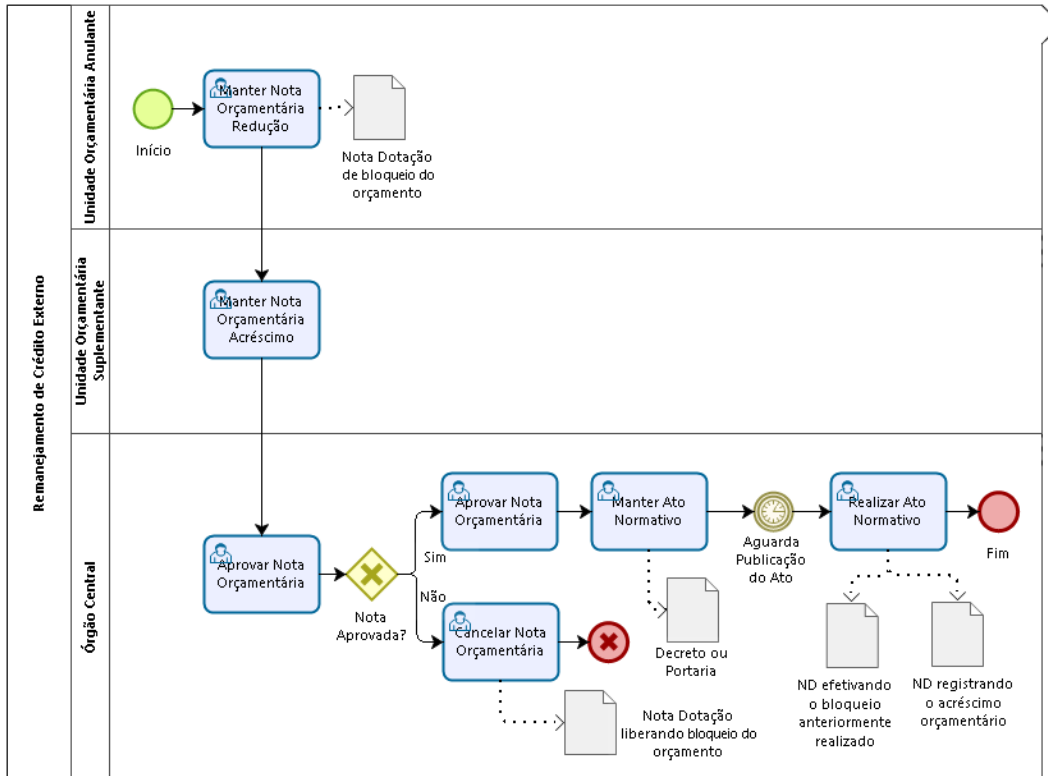 Remanejamento de Crédito Externo
Unidade Orçamentária Anulante
Início
Manter Nota
Orçamentária
Redução
Nota Dotação
de bloqueio do
orçamento
Unidade Orçamentária
Suplementante
Manter Nota
Orçamentária
Acréscimo
Órgão Central
Aprovar Nota
Orçamentária
Nota
Aprovada?
Sim
Não
Aprovar Nota
Orçamentária
Manter Ato
Normativo
Aguarda
Publicação
do Ato
Realizar Ato
Normativo
Fim
Cancelar Nota
Orçamentária
Decreto ou
Portaria
Nota Dotação
liberando bloqueio do
orçamento
ND efetivando
o bloqueio
anteriormente
realizado
ND registrando
o acréscimo
orçamentário